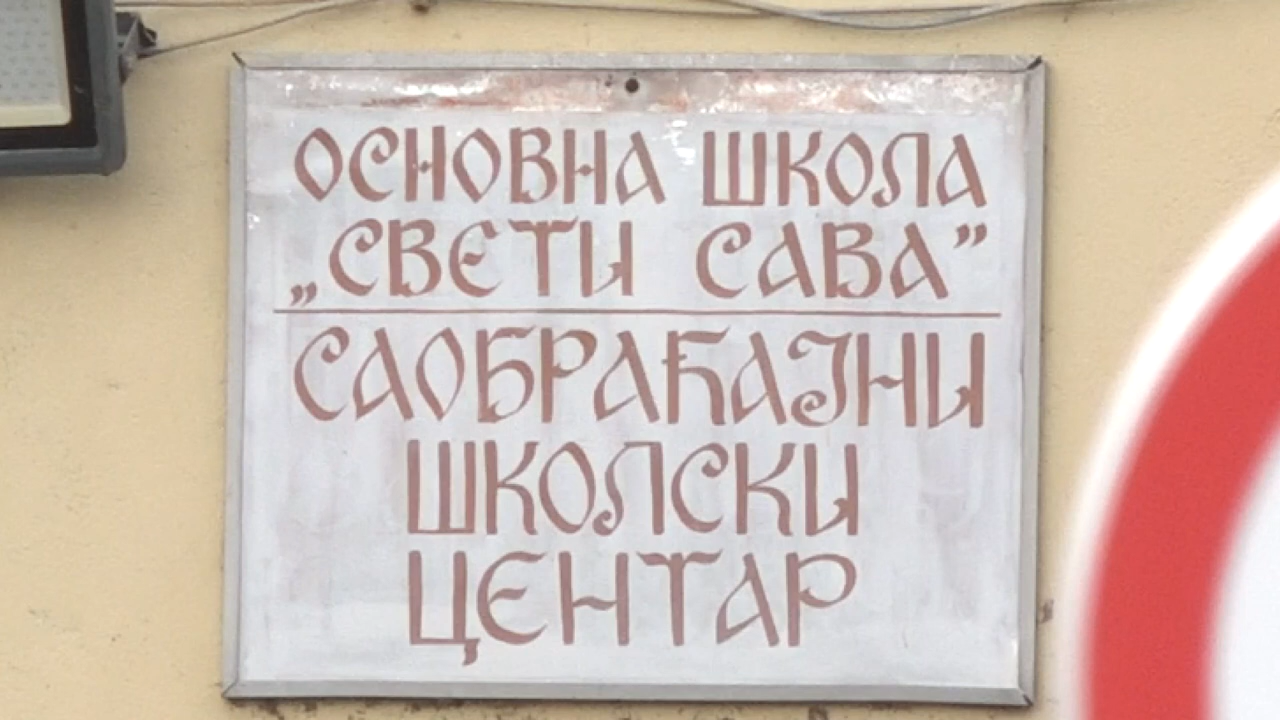 ОСНОВНА ШКОЛА
„СВЕТИ САВА”
САОБРАЋАЈНИ
ШКОЛСКИ
ЦЕНТАР